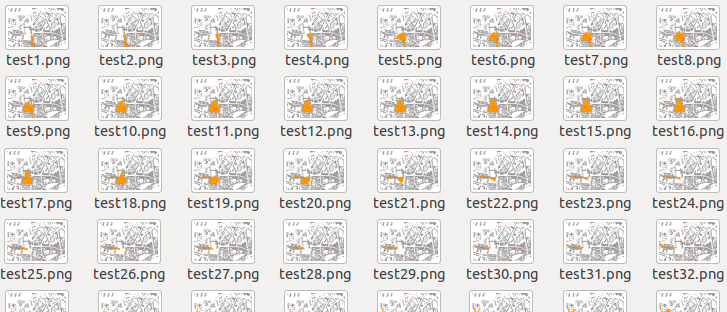 test1.png test2.png test3.png test4.png test5.png test6.png test7.png test8.png
test9.png test10.png test11.png test12.png test13.png test14.png test15.png test16.png
test17.png test18.png test19.png test20.png test21.png test22.png test23.png test24.png
test25.png test26.png test27.png test28.png test29.png test30.png test31.png test32.png